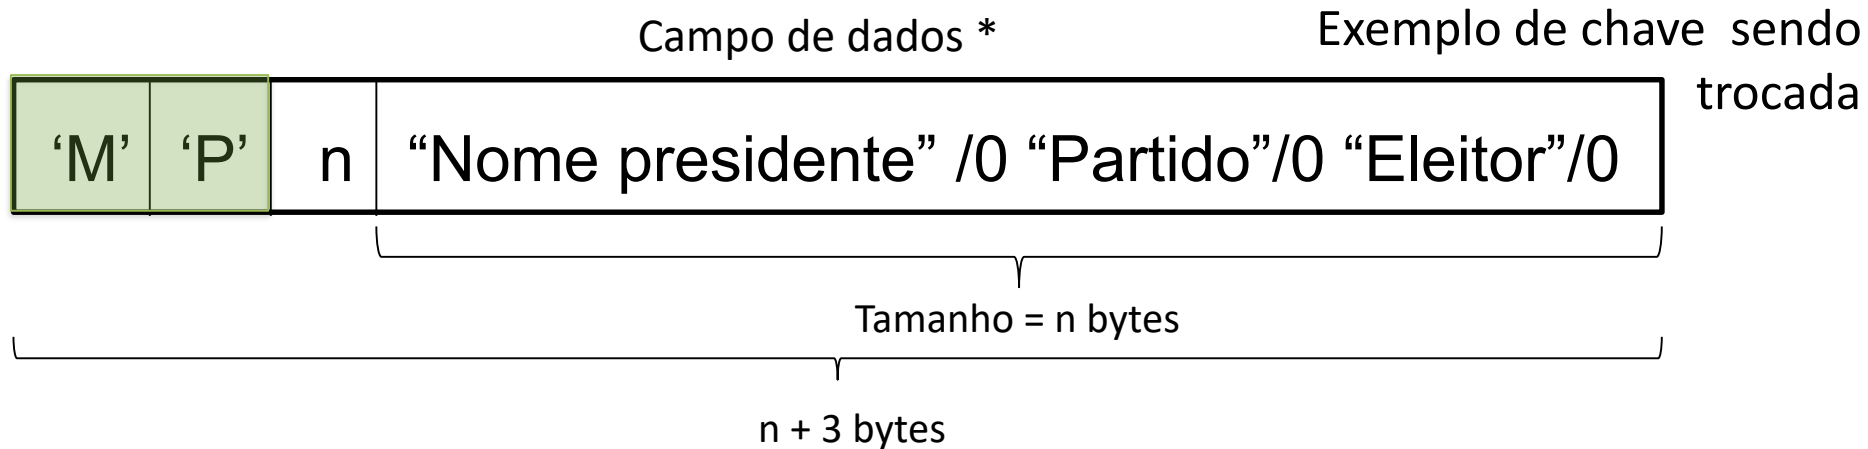 Campo de dados *
Exemplo de chave sendo
trocada
‘M’ ‘P’ n “Nome presidente” /0 “Partido”/0 “Eleitor”/0
Tamanho = n bytes
n + 3 bytes